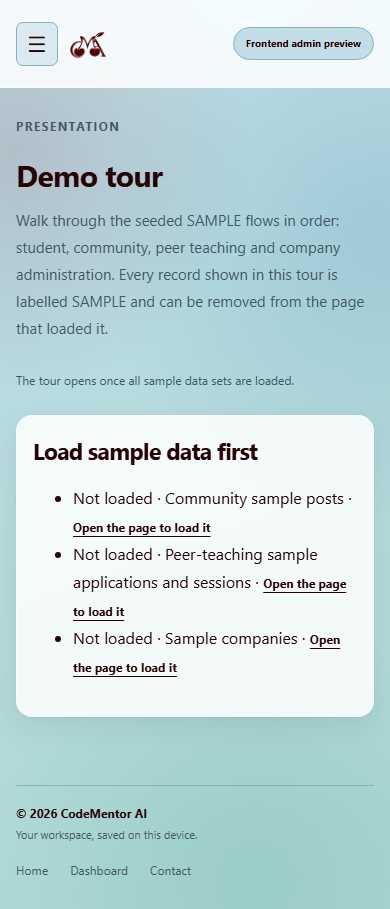 Frontend admin preview
PRESENTATION
Demo tour
Walk through the seeded SAMPLE flows in order:
student, community, peer teaching and company
administration. Every record shown in this tour is
labelled SAMPLE and can be removed from the page
that loaded it.
The tour opens once all sample data sets are loaded.
Load sample data first
Not loaded · Community sample posts ·
Open the page to load it
Not loaded · Peer-teaching sample
applications and sessions · Open the page
to load it
Not loaded · Sample companies · Open
the page to load it
© 2026 CodeMentor AI
Your workspace, saved on this device.
Home Dashboard Contact